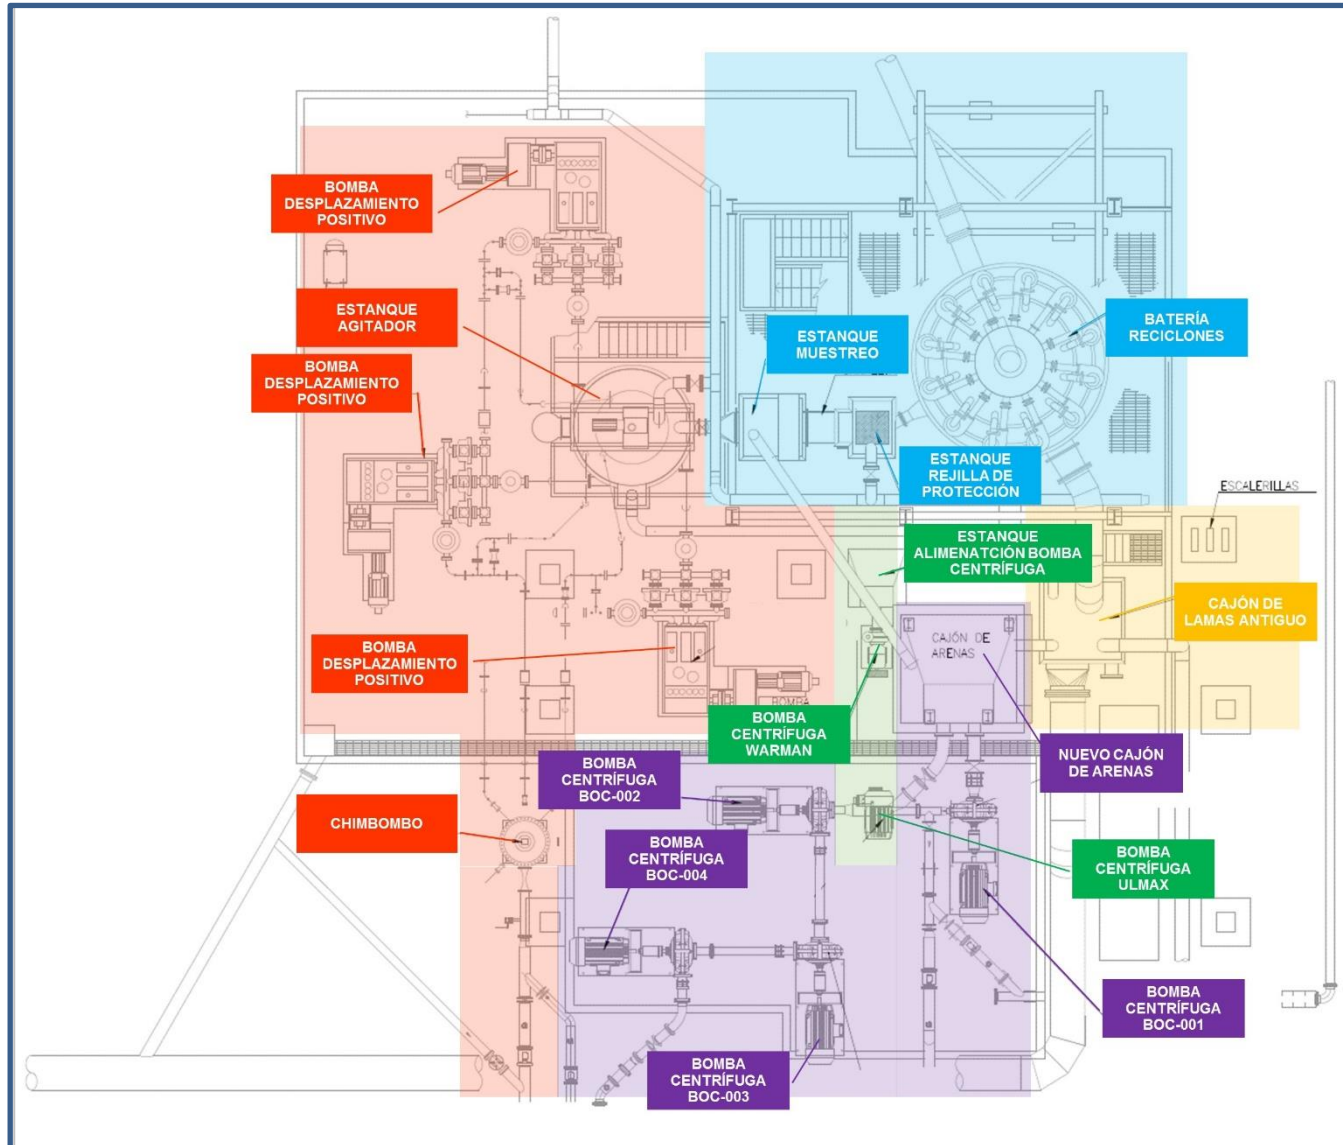 BOMBA
DESPLAZAMIENTO
POSITIVO
ESTANQUE
AGITADOR
BOMBA
DESPLAZAMIENTO
POSITIVO
ESTANQUE
MUESTREO
BATERÍA
RECICLONES
ESTANQUE
REJILLA DE
PROTECCIÓN
ESCALERILLAS
ESTANQUE
ALIMENATCIÓN BOMBA
CENTRÍFUGA
CAJÓN DE
LAMAS ANTIGUO
CAJÓN DE
ARENAS
BOMBA
DESPLAZAMIENTO
POSITIVO
BOMBA
BOMBA
CENTRÍFUGA
WARMAN
NUEVO CAJÓN
DE ARENAS
BOMBA
CENTRÍFUGA
BOC-002
CHIMBOMBO
BOMBA
CENTRÍFUGA
BOC-004
BOMBA
CENTRÍFUGA
ULMAX
BOMBA
CENTRÍFUGA
BOC-001
BOMBA
CENTRÍFUGA
BOC-003